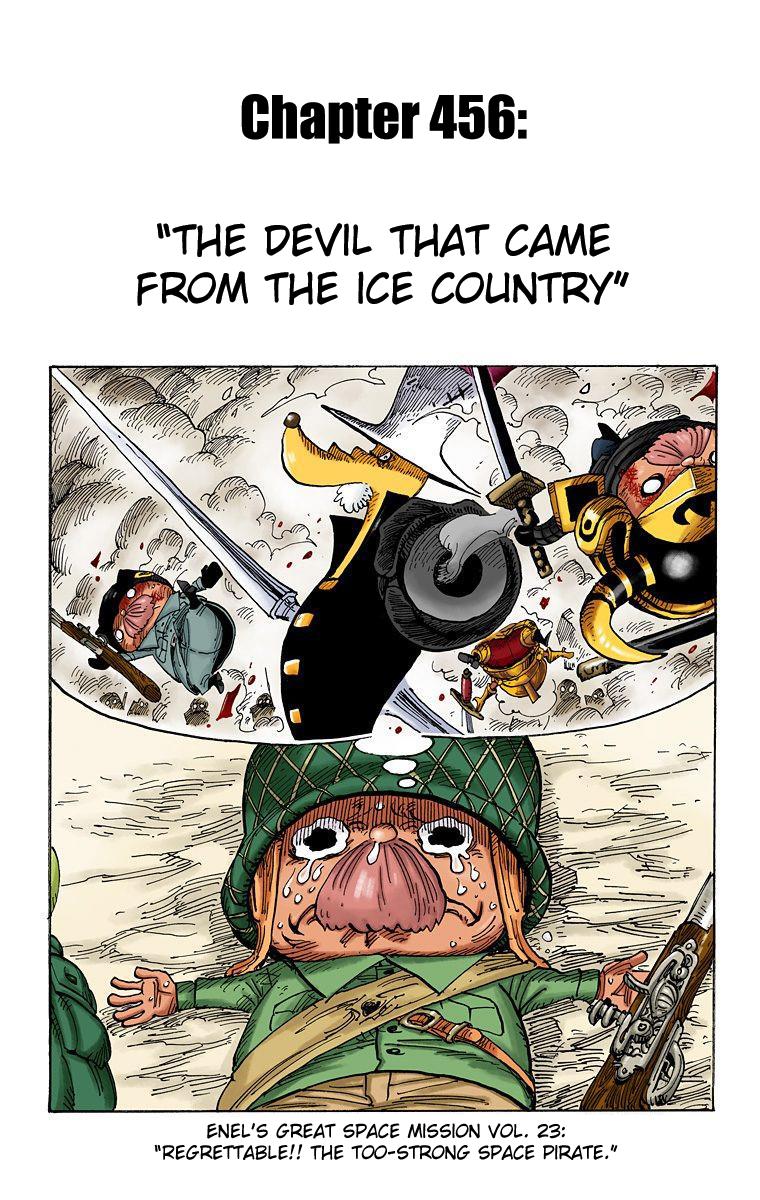 Chapter 456:
"THE DEVIL THAT CAME
FROM THE ICE COUNTRY"
ENEL'S GREAT SPACE MISSION VOL. 23:
"REGRETTABLE!! THE TOO-STRONG SPACE PIRATE."